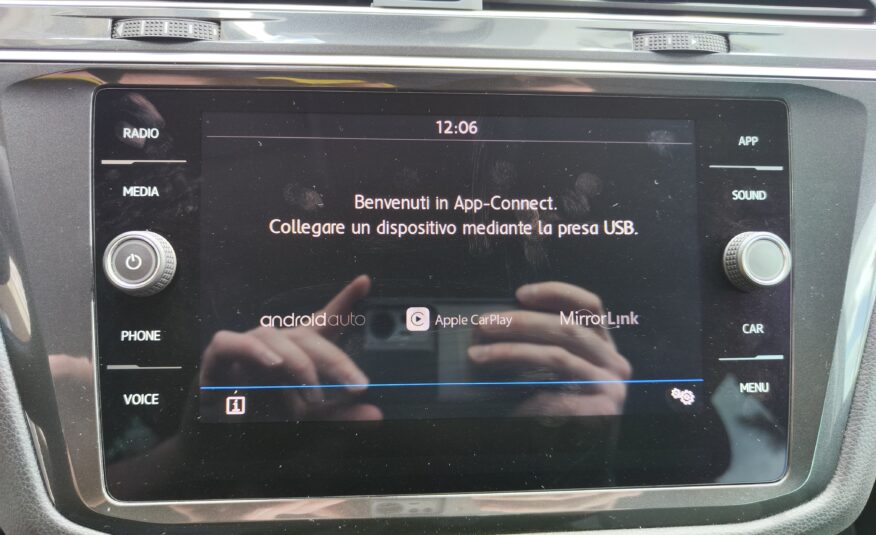 12:06
RADIO
MEDIA
PHONE
VOICE
Benvenuti in App-Connect.
Collegare un dispositivo mediante la presa USB.
androidauto
Apple CarPlay
MirrorLink
i
APP
SOUND
CAR
MENU